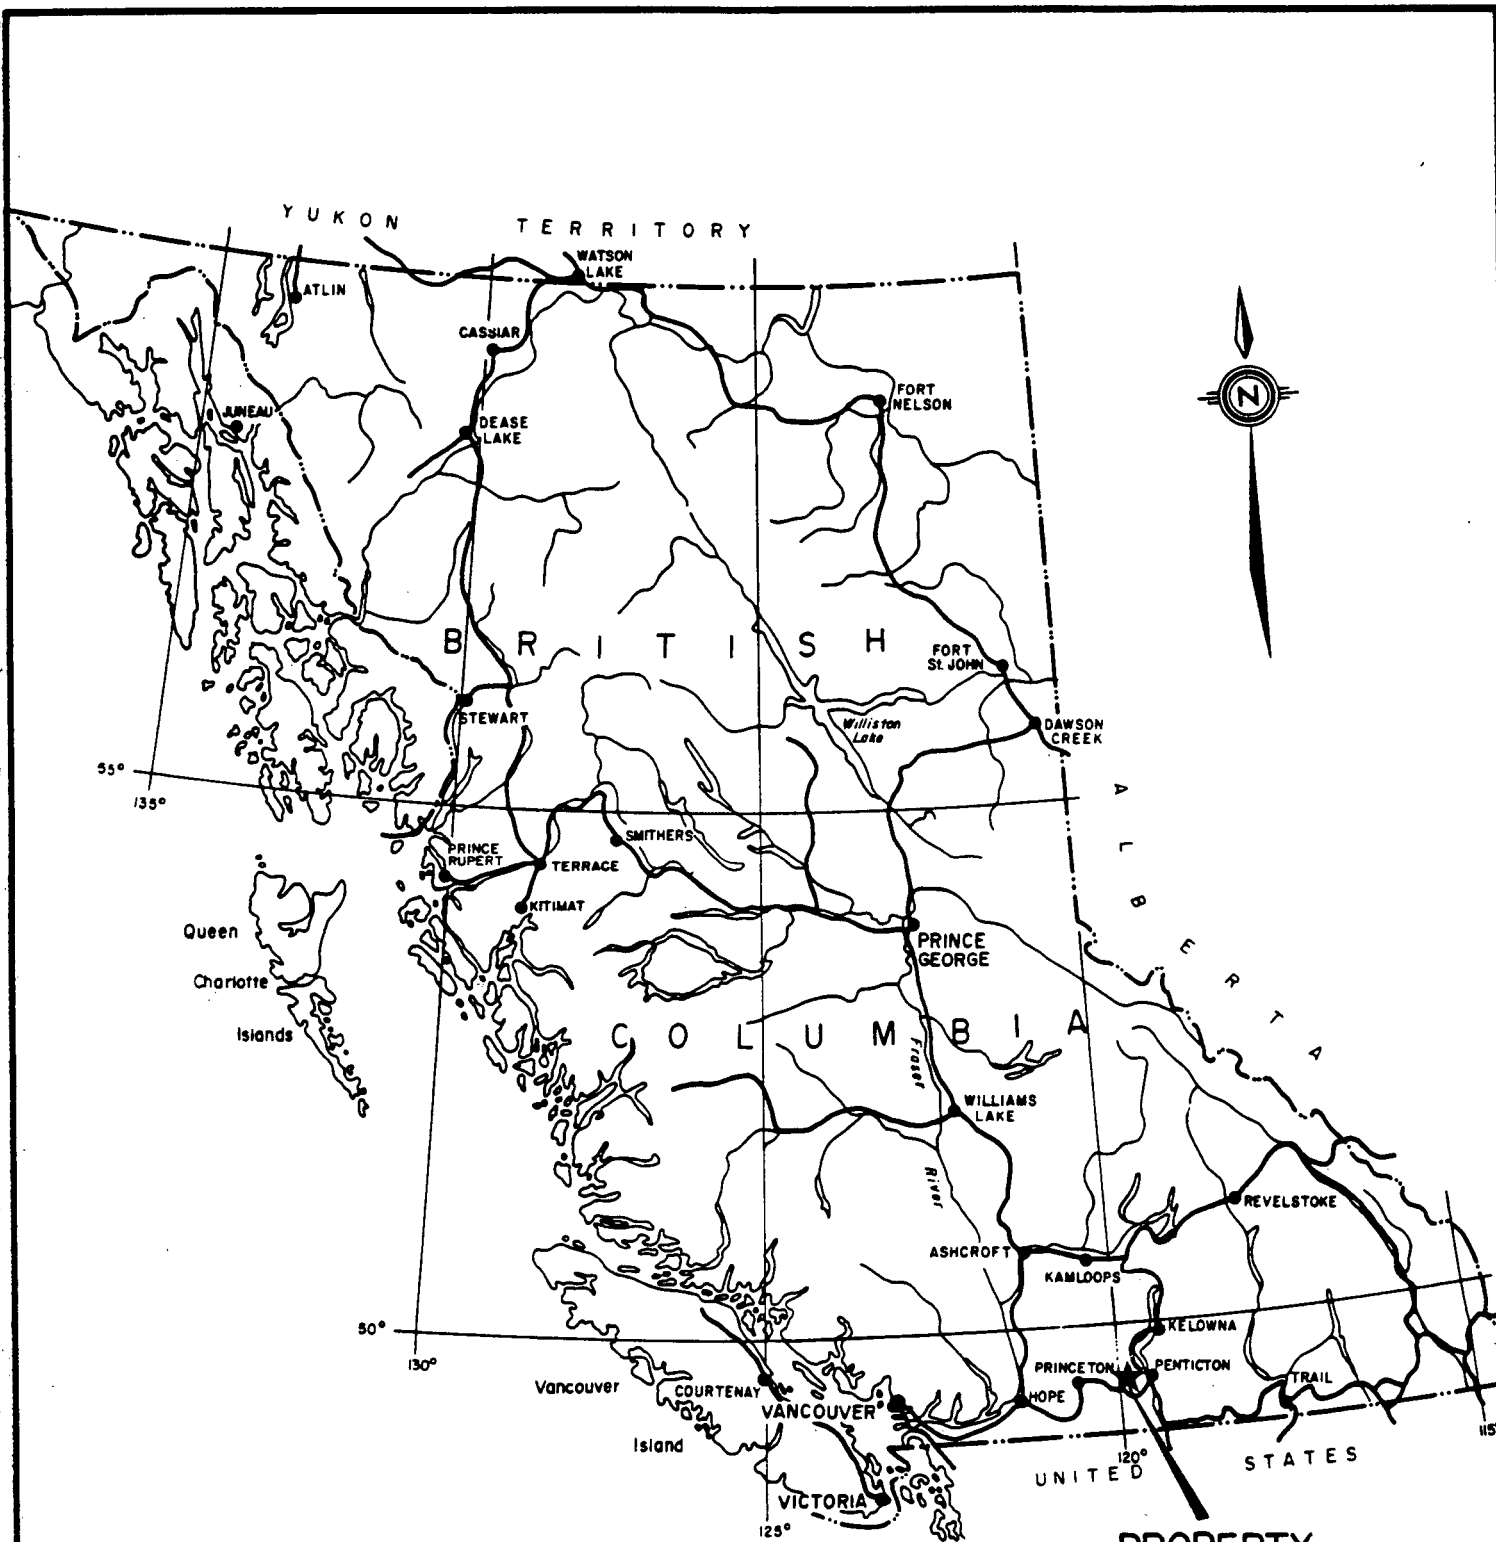 YUKON TERRITORY
WATSON
LAKE
ATLIN
CASSIAR
N
FORT
NELSON
JUNEAU
DEASE
LAKE
BRITISH
FORT
St. JOHN
STEWART
Williston
Lake
DAWSON
CREEK
55°
135°
ALBERTA
SMITHERS
PRINCE
RUPERT
TERRACE
KITIMAT
Queen
Charlotte
Islands
PRINCE
GEORGE
COLUMBIA
Fraser
River
WILLIAMS
LAKE
REVELSTOKE
ASHCROFT
KAMLOOPS
50°
130°
KELOWNA
PRINCETON
PENTICTON
TRAIL
HOPE
Vancouver
Island
COURTENAY
VANCOUVER
VICTORIA
125°
120°
115°
UNITED STATES
PROPERTY